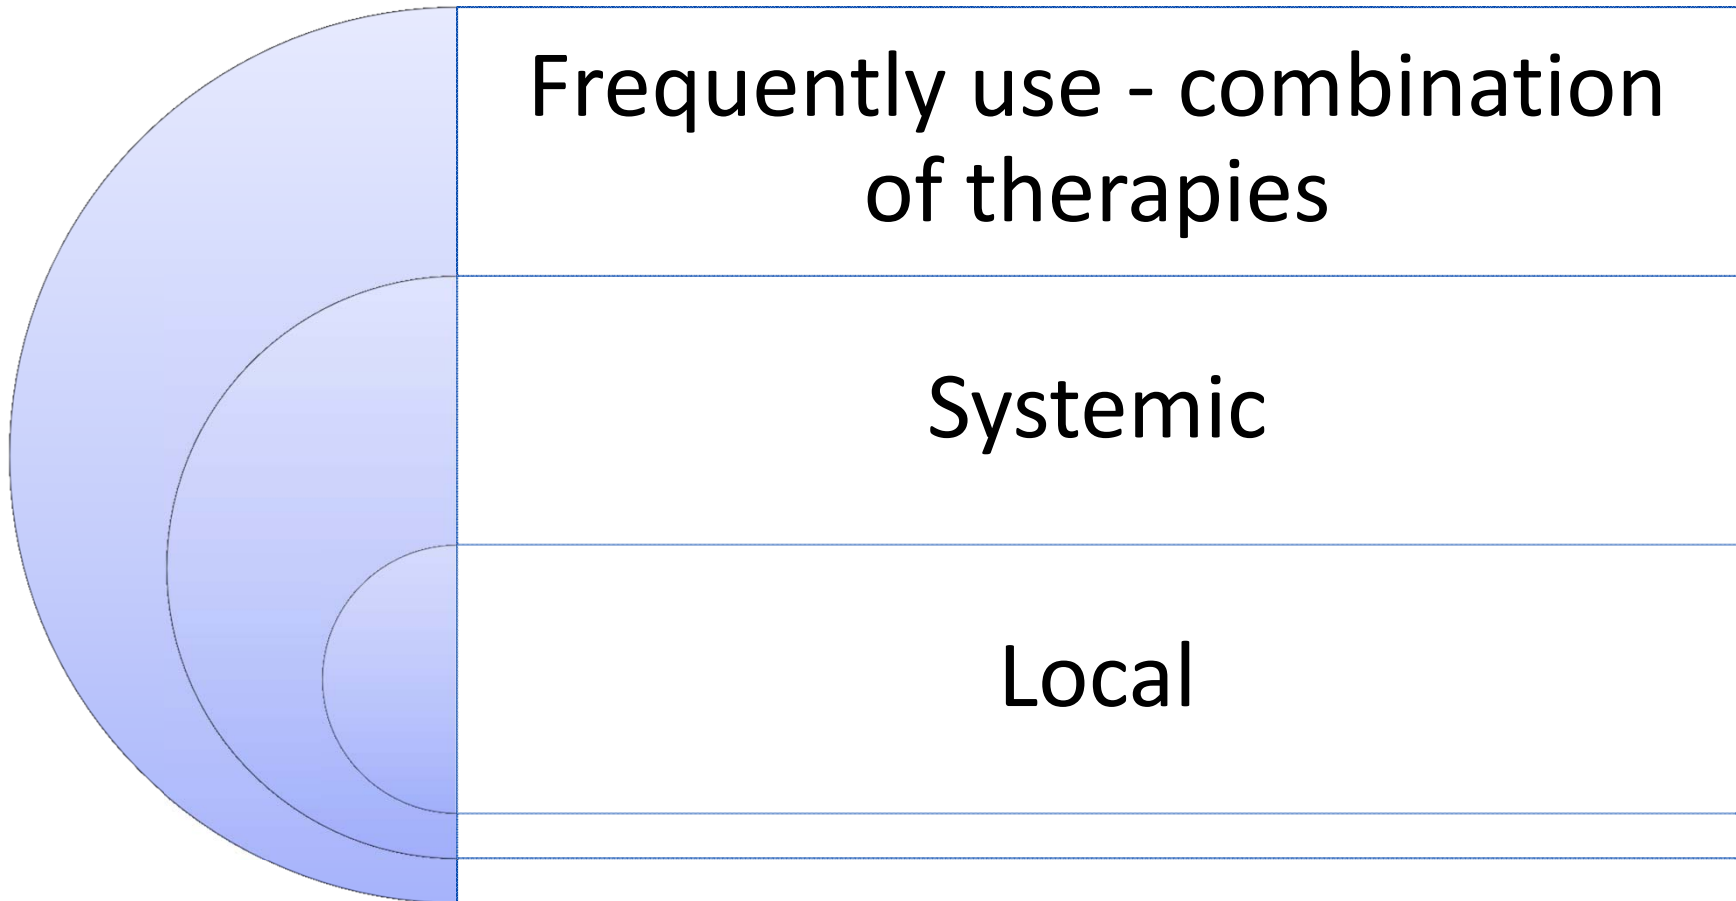 Frequently use - combination
of therapies
Systemic
Local